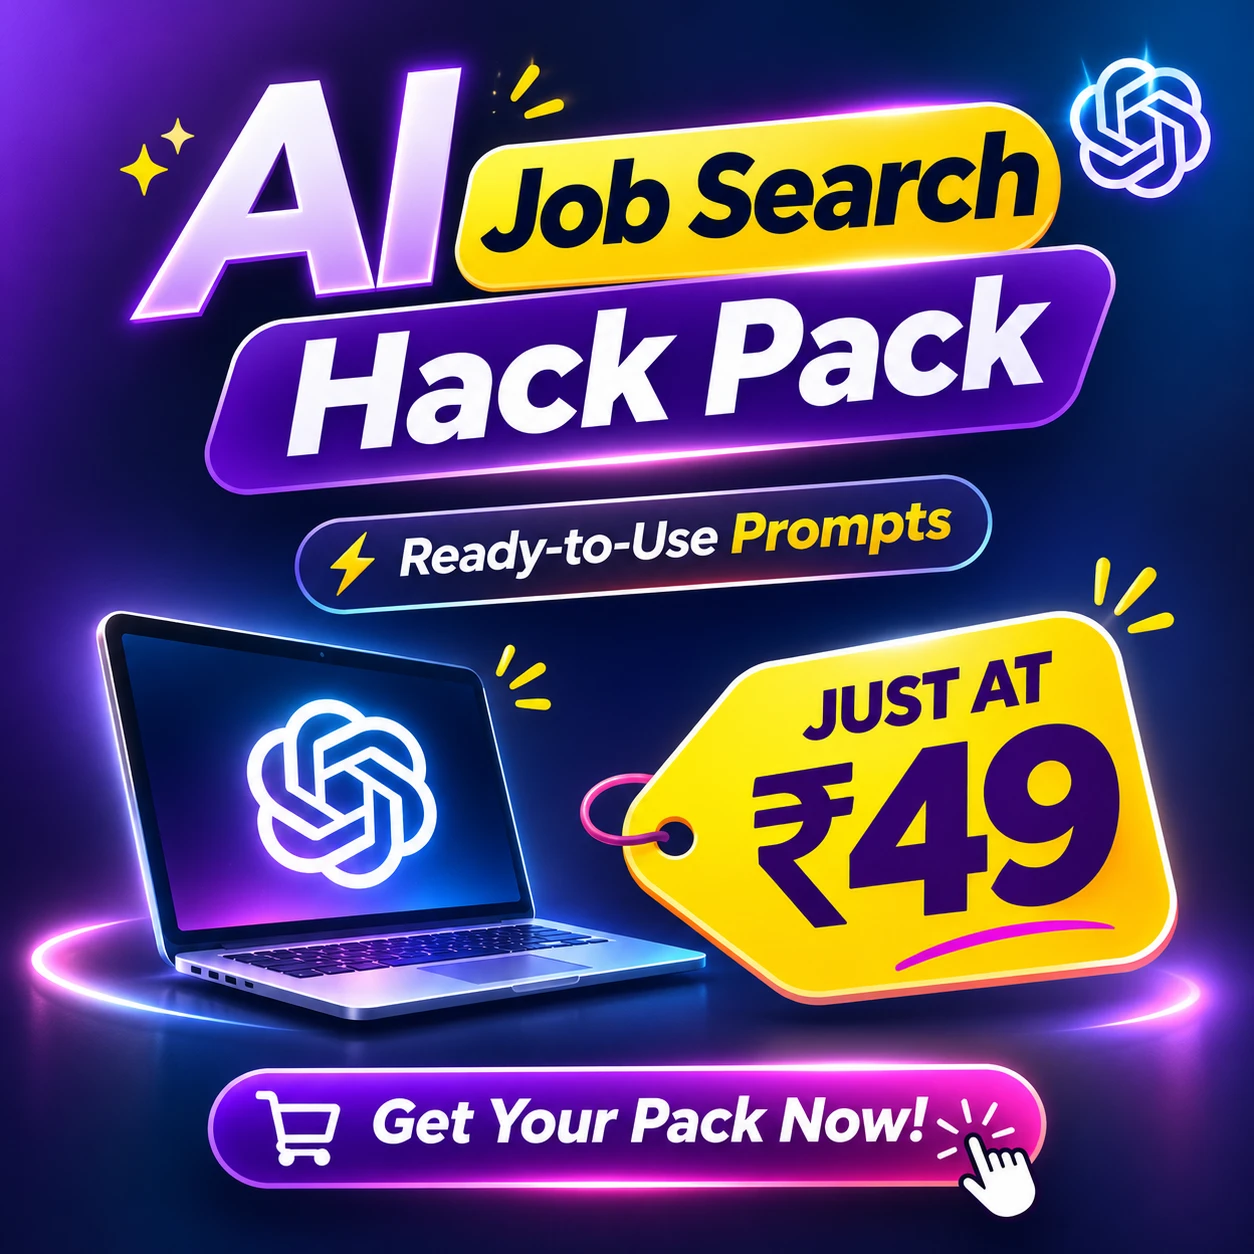 AI Job Search
Hack Pack
Ready-to-Use Prompts
JUST AT
₹49
Get Your Pack Now!